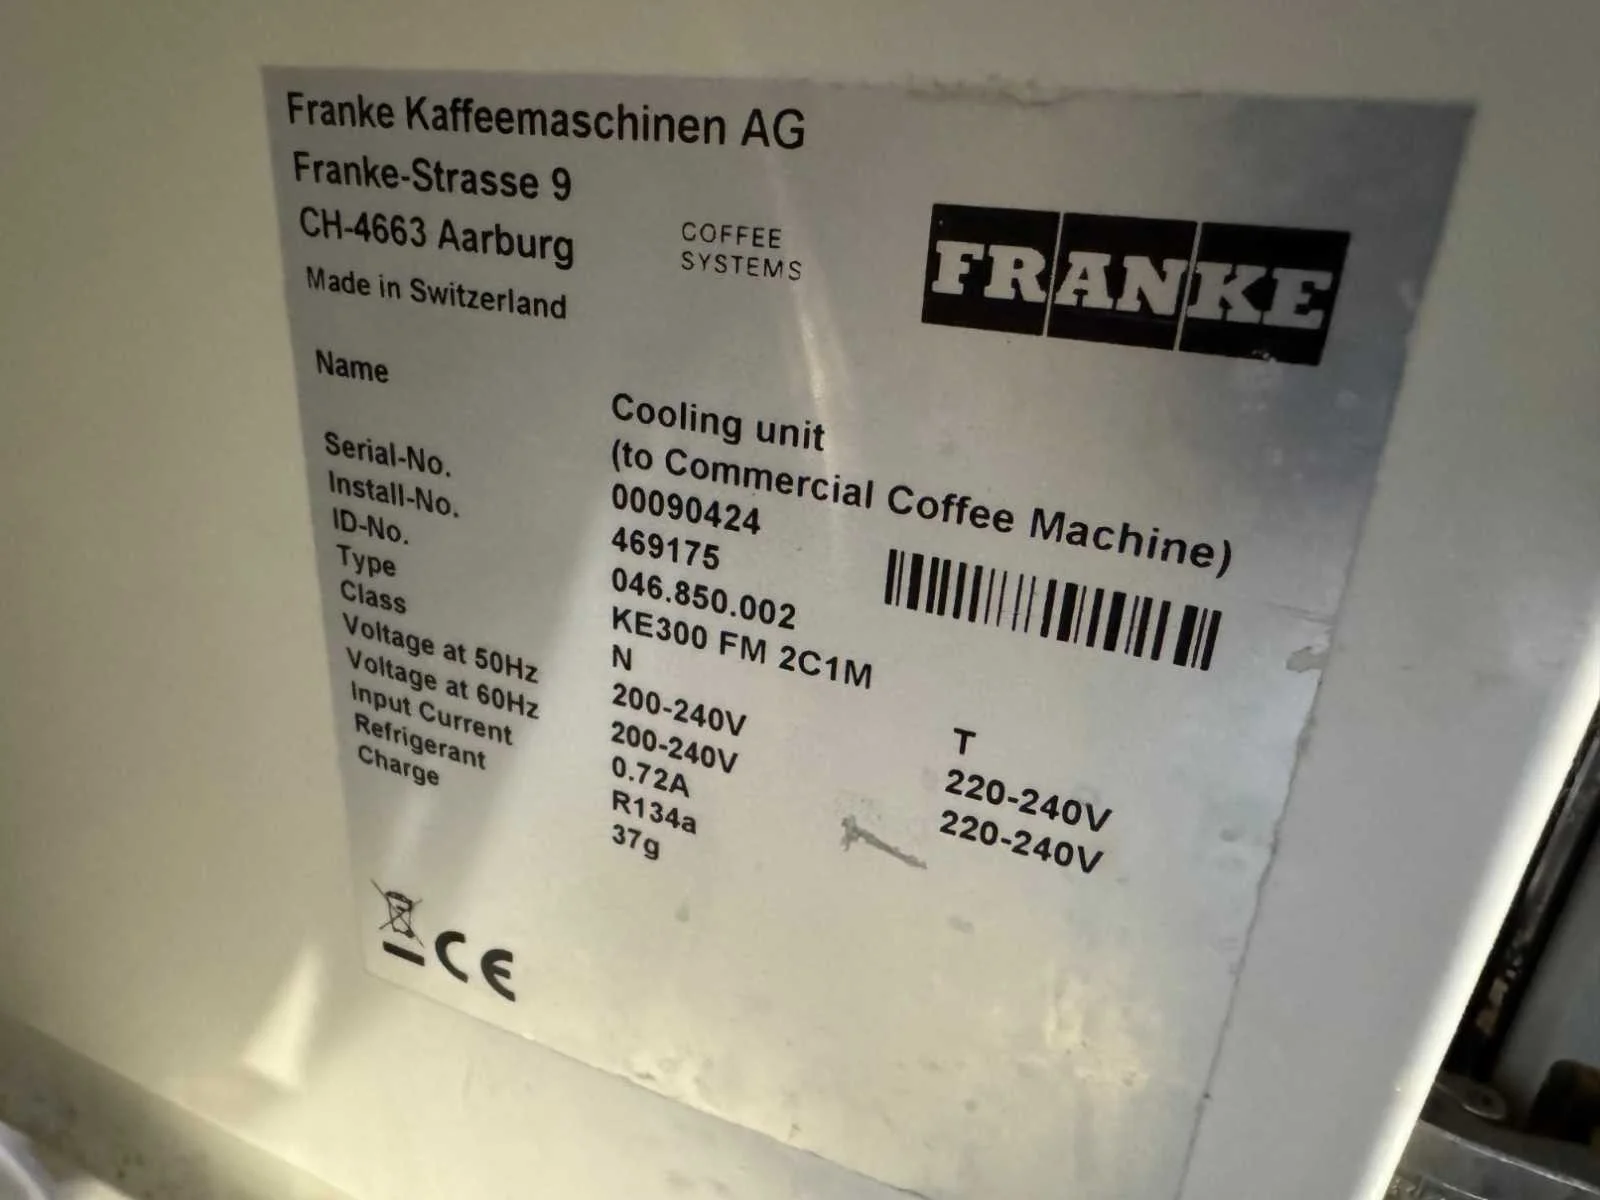 Franke Kaffeemaschinen AG
Franke-Strasse 9
CH-4663 Aarburg
Made in Switzerland
COFFEE
SYSTEMS
FRANKE
Name Cooling unit
(to Commercial Coffee Machine)
Serial-No. 00090424
Install-No. 469175
ID-No. 046.850.002
Type KE300 FM 2C1M
Class N T
Voltage at 50Hz 200-240V 220-240V
Voltage at 60Hz 200-240V 220-240V
Input Current 0.72A
Refrigerant R134a
Charge 37g
CE